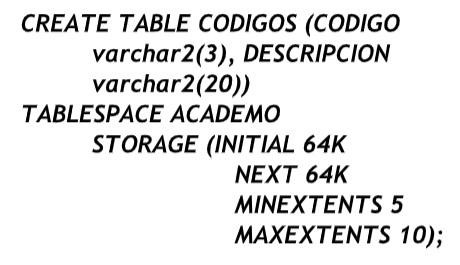 CREATE TABLE CODIGOS (CODIGO
varchar2(3), DESCRIPCION
varchar2(20))
TABLESPACE ACADEMO
STORAGE (INITIAL 64K
NEXT 64K
MINEXTENTS 5
MAXEXTENTS 10);